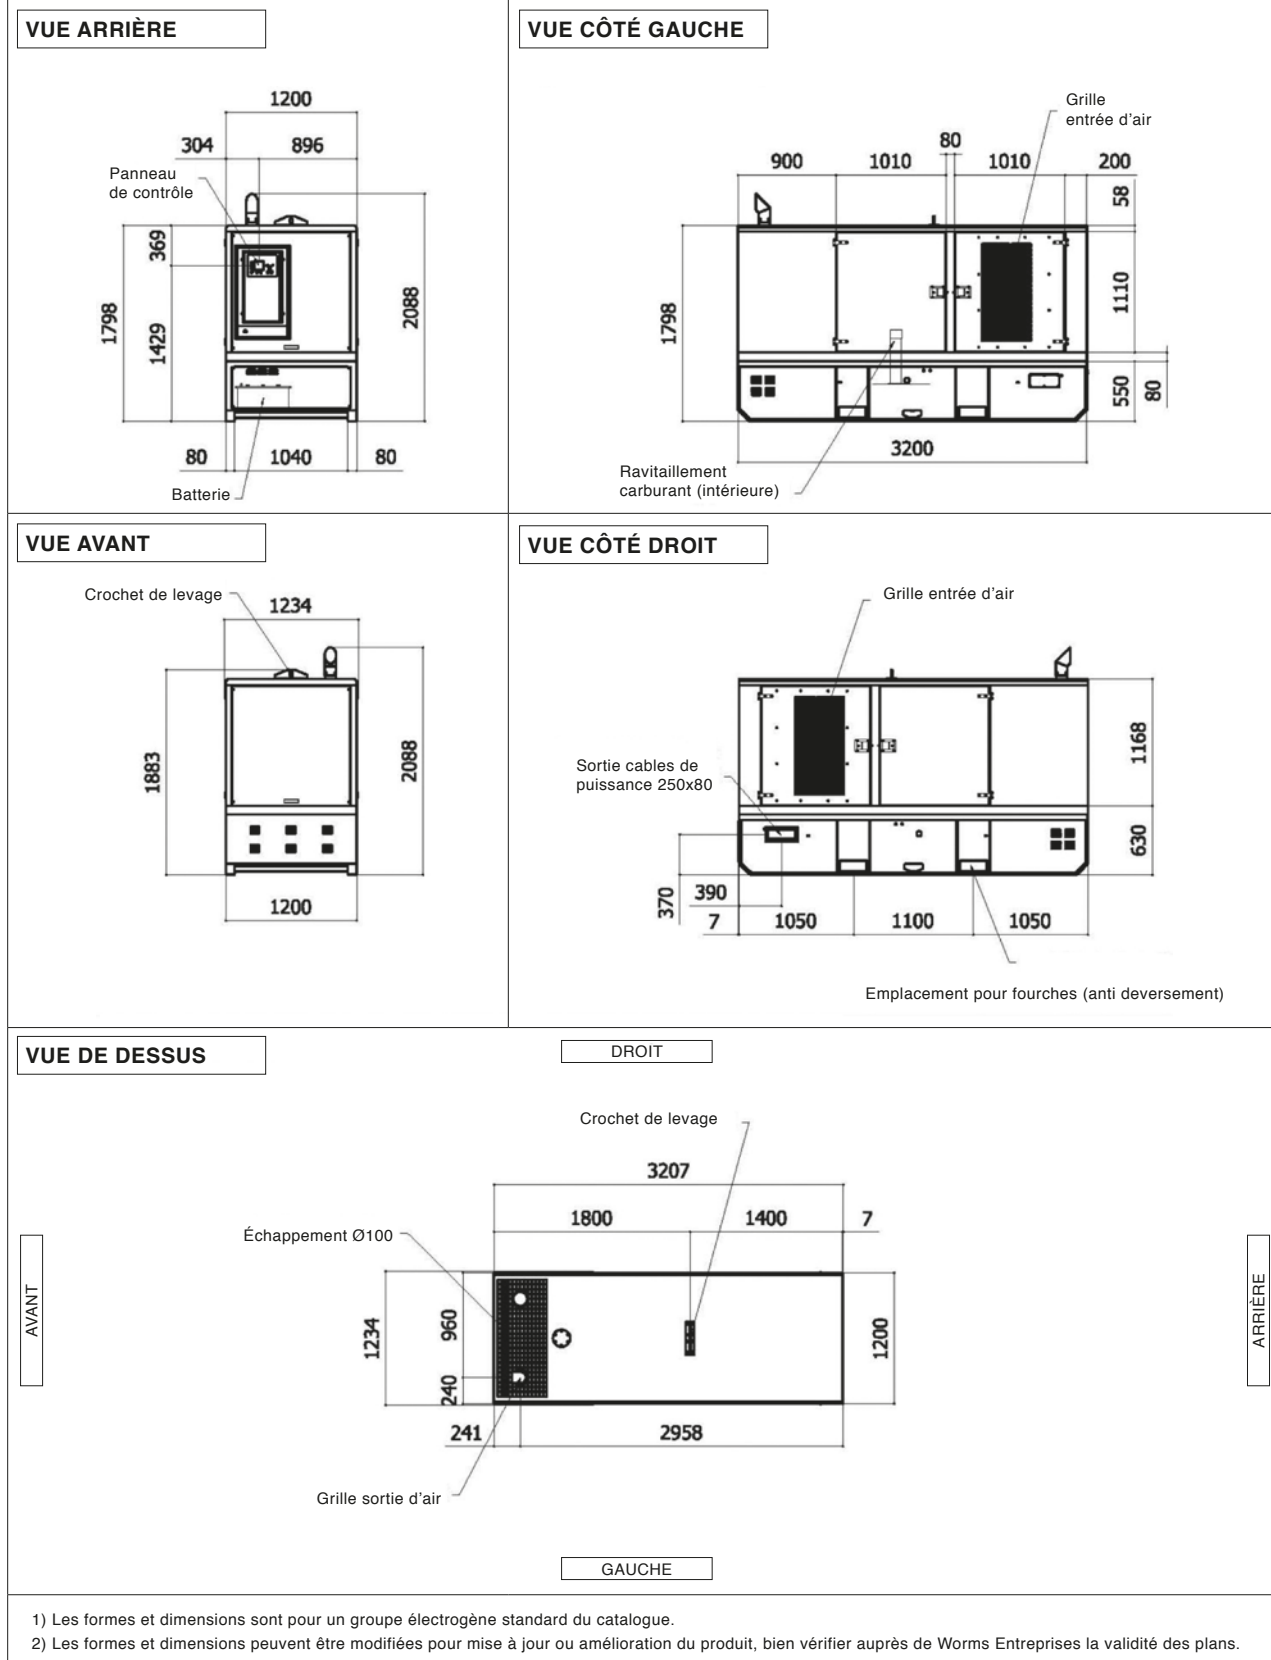 VUE ARRIÈRE
1200
304
896
Panneau
de contrôle
369
1798
1429
2088
80
1040
80
Batterie
VUE CÔTÉ GAUCHE
Grille
entrée d'air
80
900
1010
1010
200
58
1798
1110
550
80
3200
Ravitaillement
carburant (intérieure)
VUE AVANT
Crochet de levage
1234
1883
2088
1200
VUE CÔTÉ DROIT
Grille entrée d'air
Sortie cables de
puissance 250x80
1168
630
370
390
7
1050
1100
1050
Emplacement pour fourches (anti deversement)
VUE DE DESSUS
DROIT
Crochet de levage
3207
1800
1400
7
Échappement Ø100
AVANT
1234
960
240
1200
ARRIÈRE
241
2958
Grille sortie d'air
GAUCHE
1) Les formes et dimensions sont pour un groupe électrogène standard du catalogue.
2) Les formes et dimensions peuvent être modifiées pour mise à jour ou amélioration du produit, bien vérifier auprès de Worms Entreprises la validité des plans.